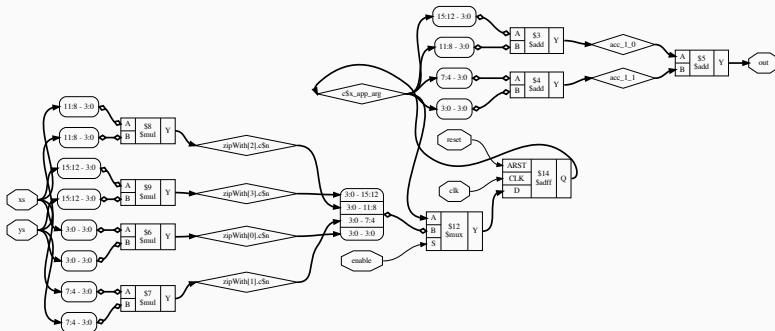 15:12 - 3:0
11:8 - 3:0
7:4 - 3:0
3:0 - 3:0
A
B
$3
$add
Y
A
B
$4
$add
Y
acc_1_0
acc_1_1
A
B
$5
$add
Y
out
c$x_app_arg
reset
clk
enable
ARST
CLK
D
$14
$adff
Q
A
B
S
$12
$mux
Y
xs
ys
11:8 - 3:0
11:8 - 3:0
15:12 - 3:0
15:12 - 3:0
3:0 - 3:0
3:0 - 3:0
7:4 - 3:0
7:4 - 3:0
A
B
$8
$mul
Y
A
B
$9
$mul
Y
A
B
$6
$mul
Y
A
B
$7
$mul
Y
zipWith[2].c$n
zipWith[3].c$n
zipWith[0].c$n
zipWith[1].c$n
3:0 - 15:12
3:0 - 11:8
3:0 - 7:4
3:0 - 3:0